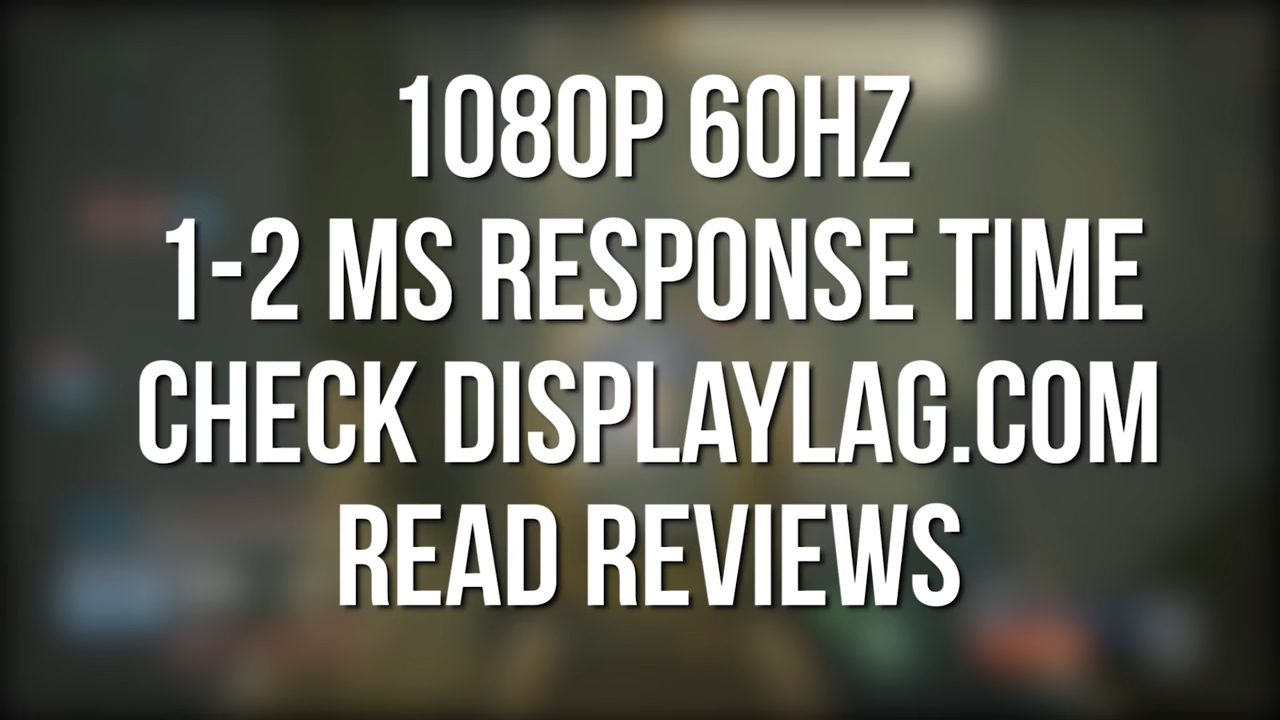 1080P 60HZ
1-2 MS RESPONSE TIME
CHECK DISPLAYLAG.COM
READ REVIEWS